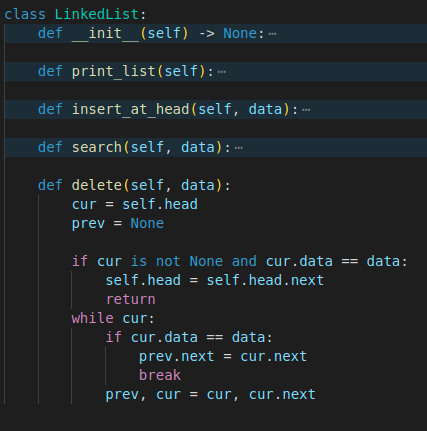 class LinkedList:
    def __init__(self) -> None:⋯
    def print_list(self):⋯
    def insert_at_head(self, data):⋯
    def search(self, data):⋯
    def delete(self, data):
        cur = self.head
        prev = None
        if cur is not None and cur.data == data:
            self.head = self.head.next
            return
        while cur:
            if cur.data == data:
                prev.next = cur.next
                break
            prev, cur = cur, cur.next